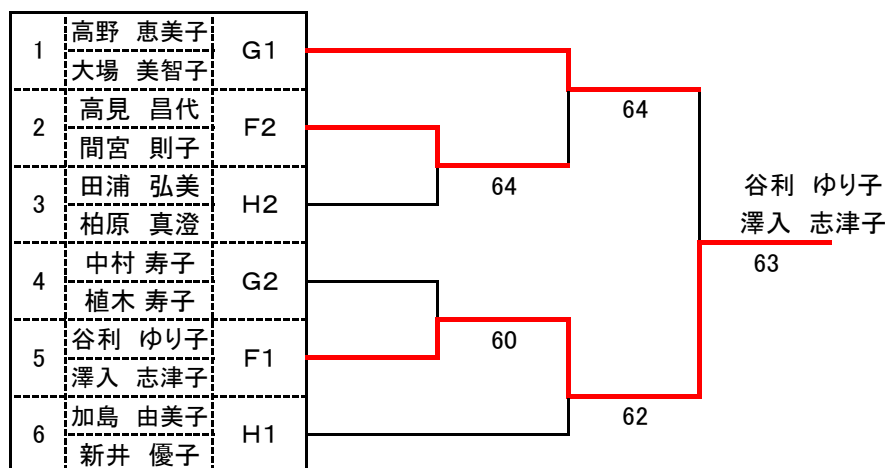 1 高野 恵美子 G1
大場 美智子
2 高見 昌代 F2
間宮 則子
3 田浦 弘美 H2
柏原 真澄
4 中村 寿子 G2
植木 寿子
5 谷利 ゆり子 F1
澤入 志津子
6 加島 由美子 H1
新井 優子
64
64
60
62
谷利 ゆり子
澤入 志津子
63